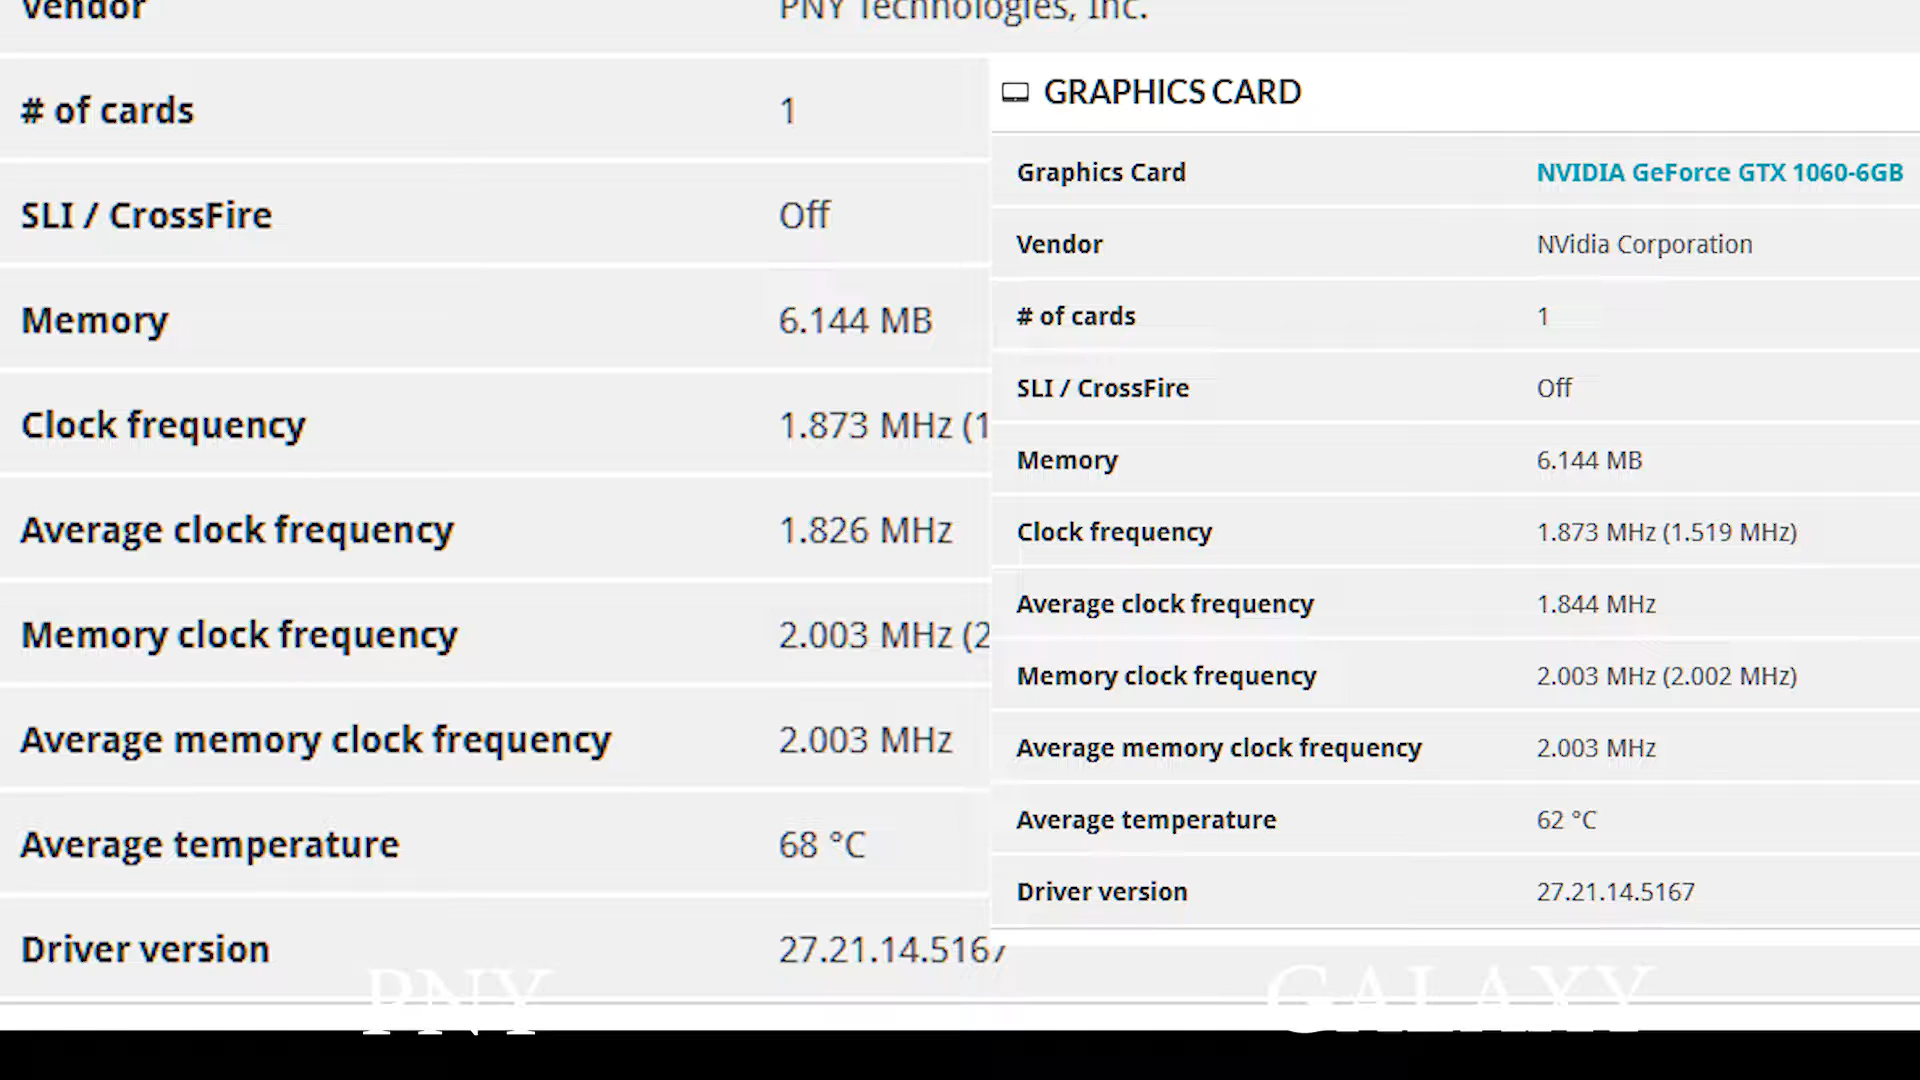 Vendor PNY Technologies, Inc.
# of cards 1
SLI / CrossFire Off
Memory 6.144 MB
Clock frequency 1.873 MHz (1
Average clock frequency 1.826 MHz
Memory clock frequency 2.003 MHz (2
Average memory clock frequency 2.003 MHz
Average temperature 68 °C
Driver version 27.21.14.5167
PNY
GRAPHICS CARD
Graphics Card NVIDIA GeForce GTX 1060-6GB
Vendor NVidia Corporation
# of cards 1
SLI / CrossFire Off
Memory 6.144 MB
Clock frequency 1.873 MHz (1.519 MHz)
Average clock frequency 1.844 MHz
Memory clock frequency 2.003 MHz (2.002 MHz)
Average memory clock frequency 2.003 MHz
Average temperature 62 °C
Driver version 27.21.14.5167
GALAXY